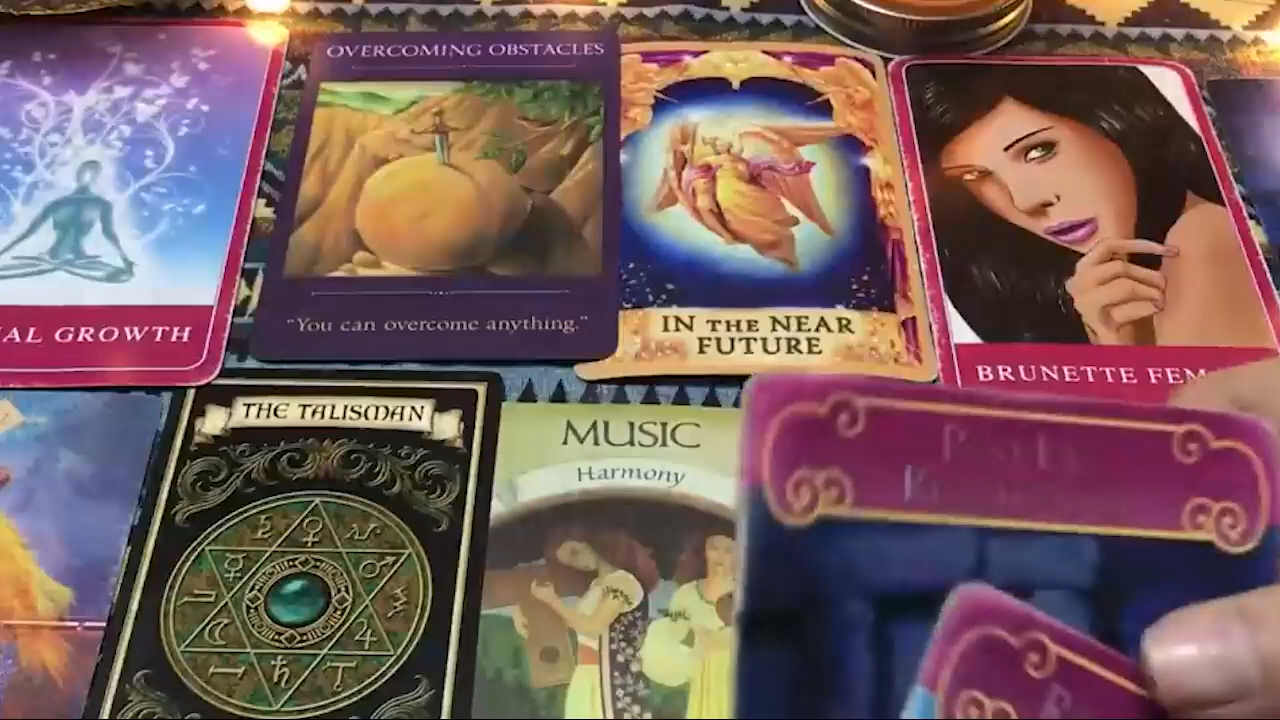 OVERCOMING OBSTACLES
"You can overcome anything."
AL GROWTH
IN THE NEAR
FUTURE
BRUNETTE FEM
THE TALISMAN
MUSIC
Harmony